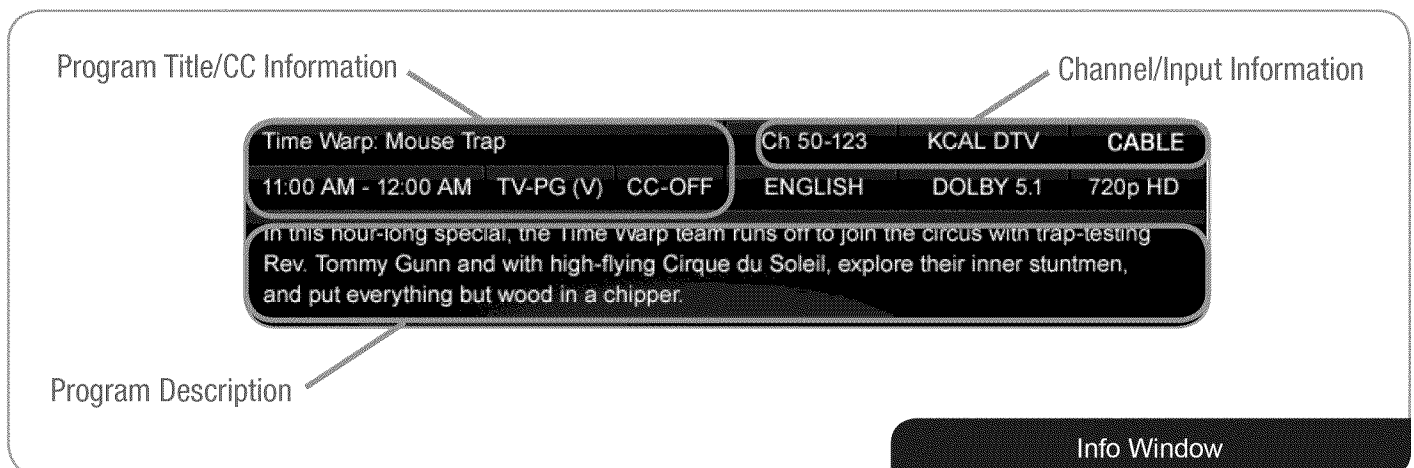 Program Title/CC Information
Channel/Input Information
Time Warp: Mouse Trap Ch 50-123 KCAL DTV CABLE
11:00 AM - 12:00 AM TV-PG (V) CC-OFF ENGLISH DOLBY 5.1 720p HD
In this hour-long special, the Time Warp team runs off to join the circus with trap-testing
Rev. Tommy Gunn and with high-flying Cirque du Soleil, explore their inner stuntmen,
and put everything but wood in a chipper.
Program Description
Info Window